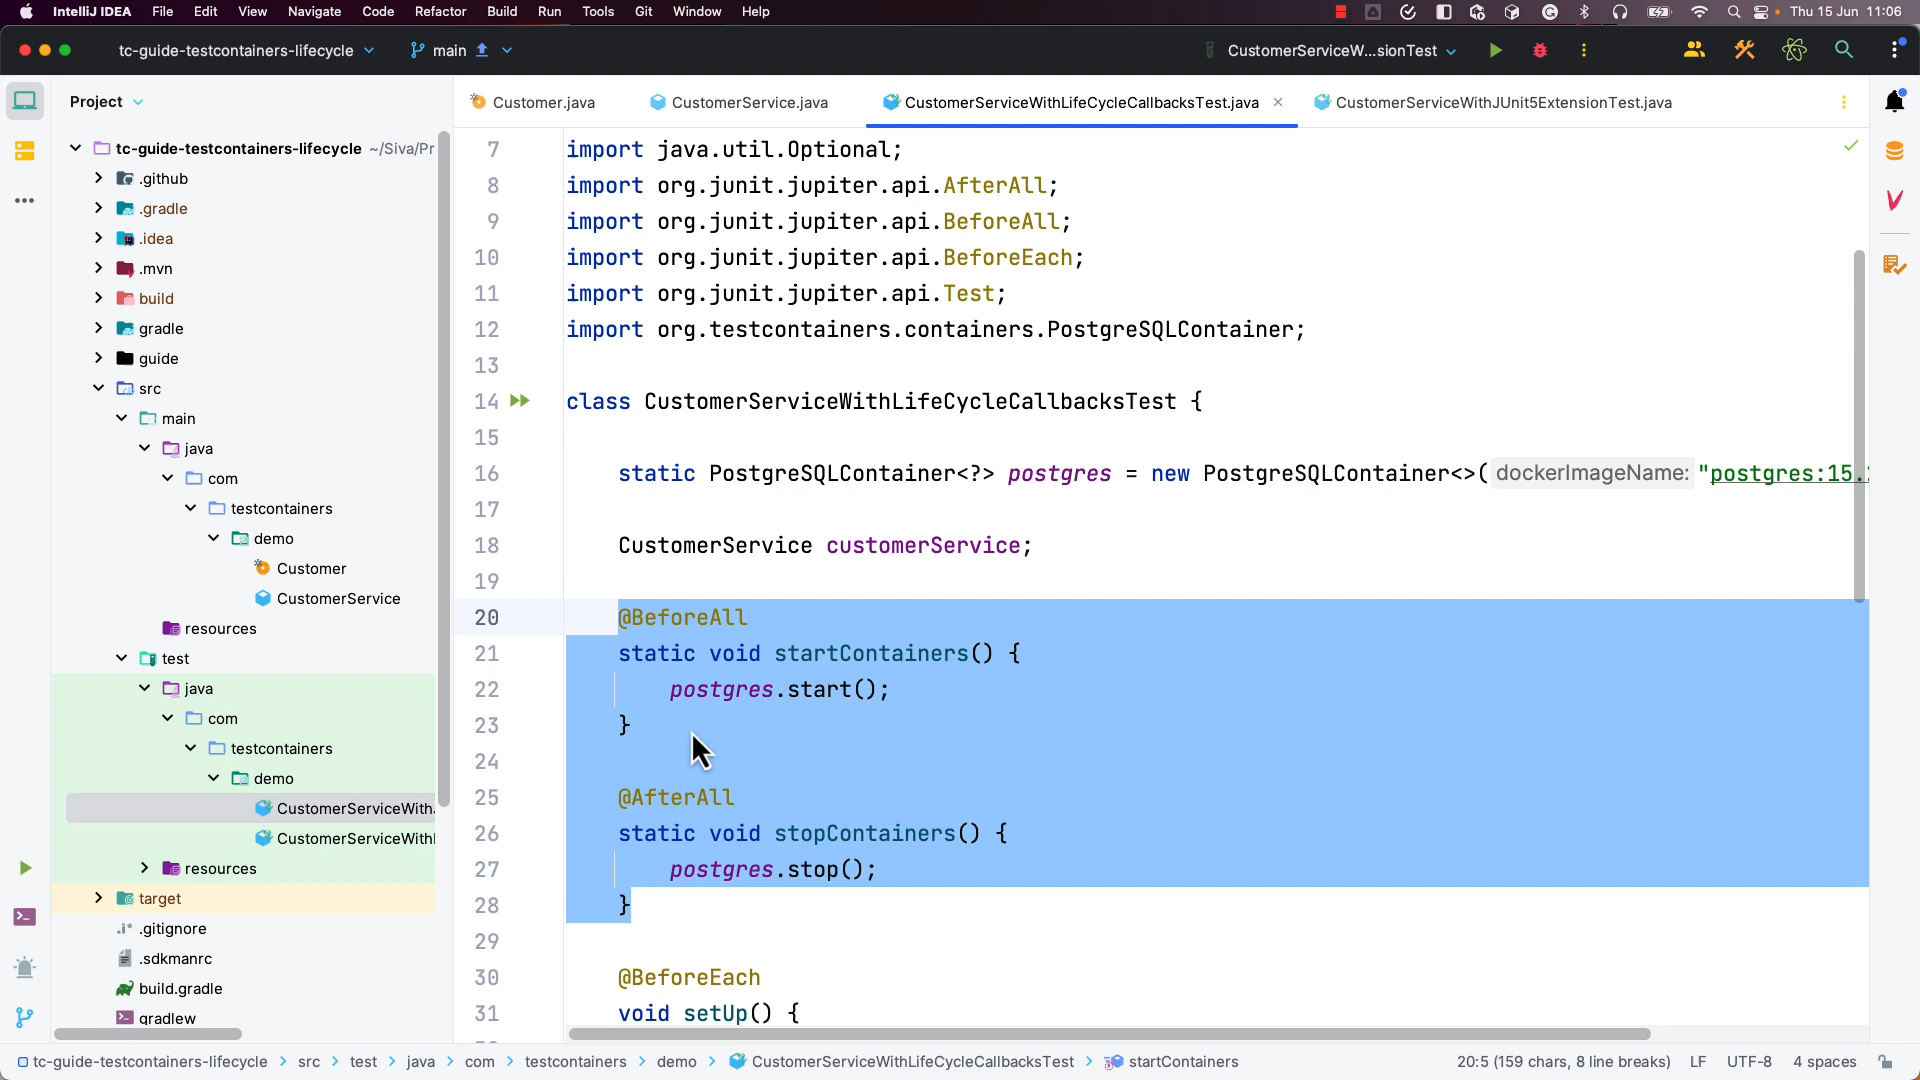 IntelliJ IDEA File Edit View Navigate Code Refactor Build Run Tools Git Window Help Thu 15 Jun 11:06
tc-guide-testcontainers-lifecycle main CustomerServiceW...sionTest
Project
Customer.java CustomerService.java CustomerServiceWithLifeCycleCallbacksTest.java CustomerServiceWithJUnit5ExtensionTest.java
tc-guide-testcontainers-lifecycle ~/Siva/Pr
.github
.gradle
.idea
.mvn
build
gradle
guide
src
main
java
com
testcontainers
demo
Customer
CustomerService
resources
test
java
com
testcontainers
demo
CustomerServiceWith
CustomerServiceWith
resources
target
.gitignore
.sdkmanrc
build.gradle
gradlew
7 import java.util.Optional;
8 import org.junit.jupiter.api.AfterAll;
9 import org.junit.jupiter.api.BeforeAll;
10 import org.junit.jupiter.api.BeforeEach;
11 import org.junit.jupiter.api.Test;
12 import org.testcontainers.containers.PostgreSQLContainer;
13
14 class CustomerServiceWithLifeCycleCallbacksTest {
15
16 static PostgreSQLContainer<?> postgres = new PostgreSQLContainer<>( dockerImageName: "postgres:15.
17
18 CustomerService customerService;
19
20 @BeforeAll
21 static void startContainers() {
22 postgres.start();
23 }
24
25 @AfterAll
26 static void stopContainers() {
27 postgres.stop();
28 }
29
30 @BeforeEach
31 void setUp() {
tc-guide-testcontainers-lifecycle > src > test > java > com > testcontainers > demo > CustomerServiceWithLifeCycleCallbacksTest > startContainers 20:5 (159 chars, 8 line breaks) LF UTF-8 4 spaces